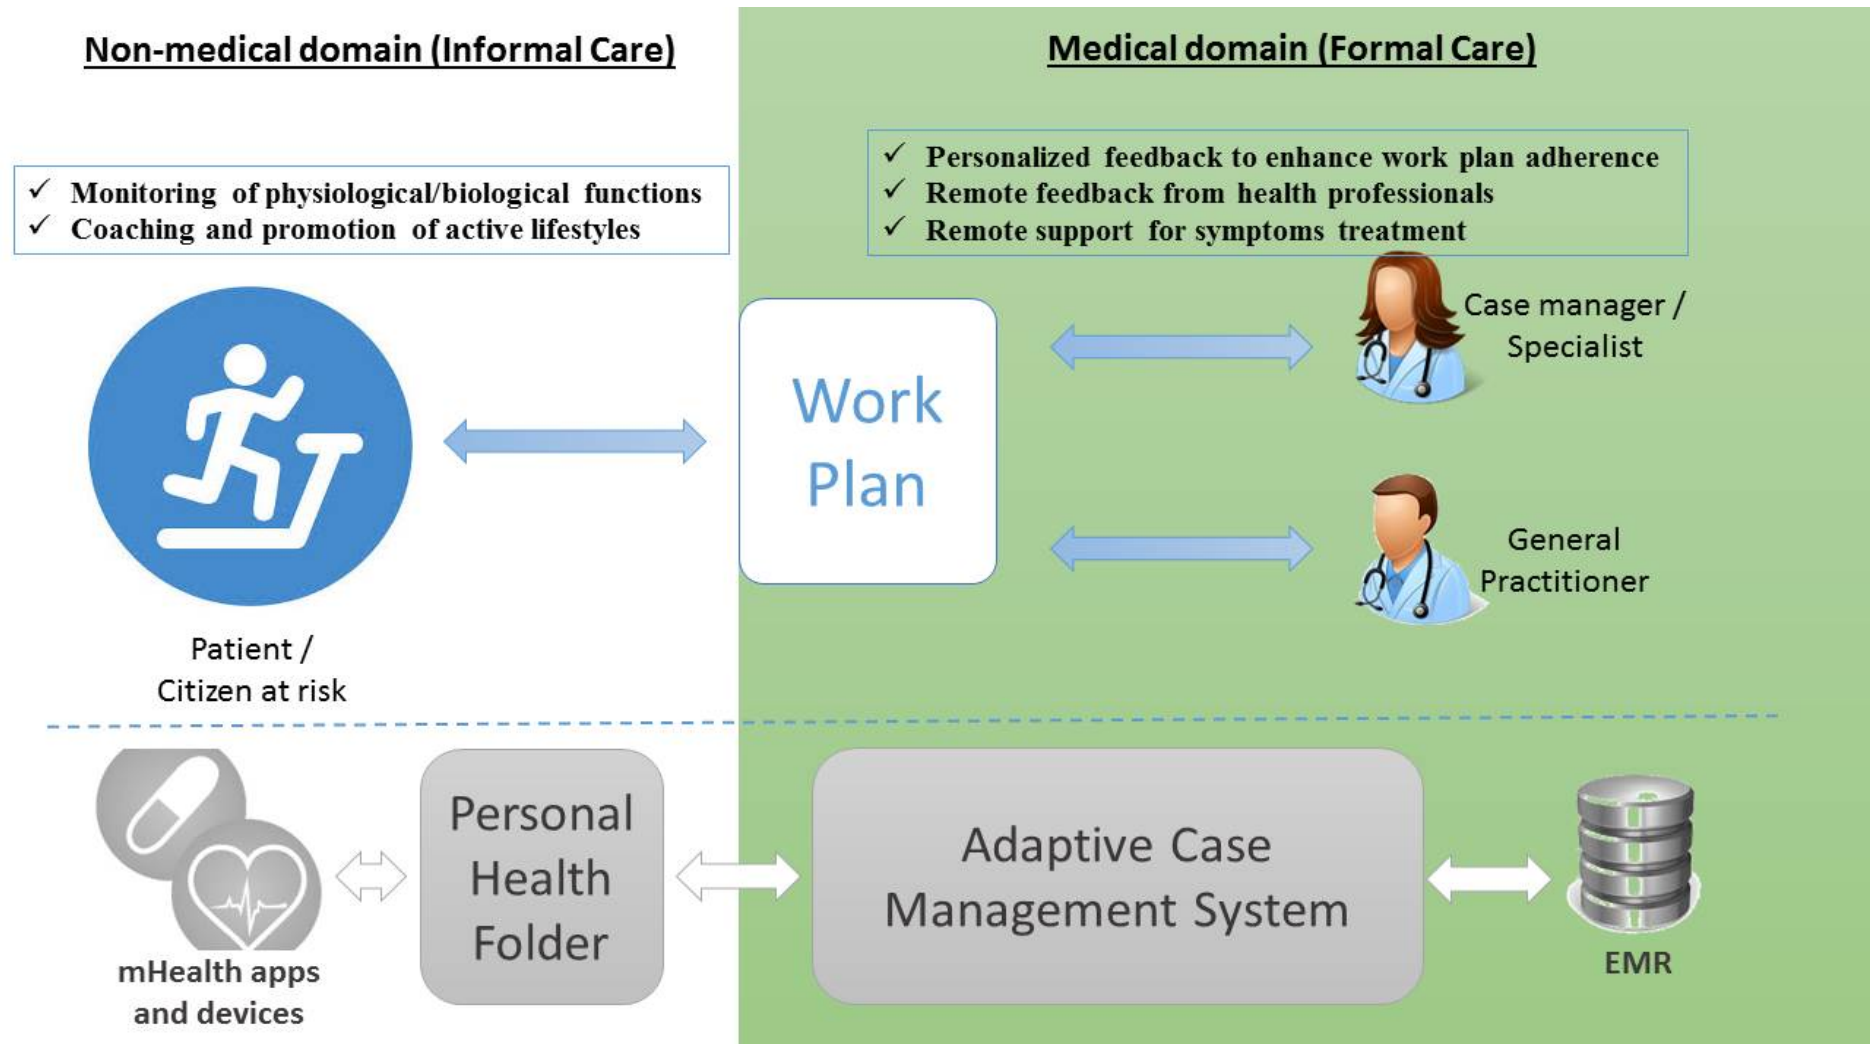 Non-medical domain (Informal Care)
Medical domain (Formal Care)
✓ Monitoring of physiological/biological functions
✓ Coaching and promotion of active lifestyles
✓ Personalized feedback to enhance work plan adherence
✓ Remote feedback from health professionals
✓ Remote support for symptoms treatment
Patient /
Citizen at risk
Work
Plan
Case manager /
Specialist
General
Practitioner
mHealth apps
and devices
Personal
Health
Folder
Adaptive Case
Management System
EMR